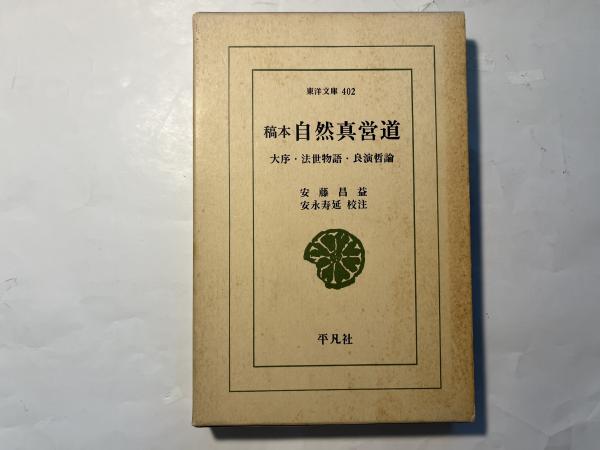 東洋文庫 402
稿本 自然真営道
大序・法世物語・良演哲論
安藤昌益
安永寿延 校注
平凡社